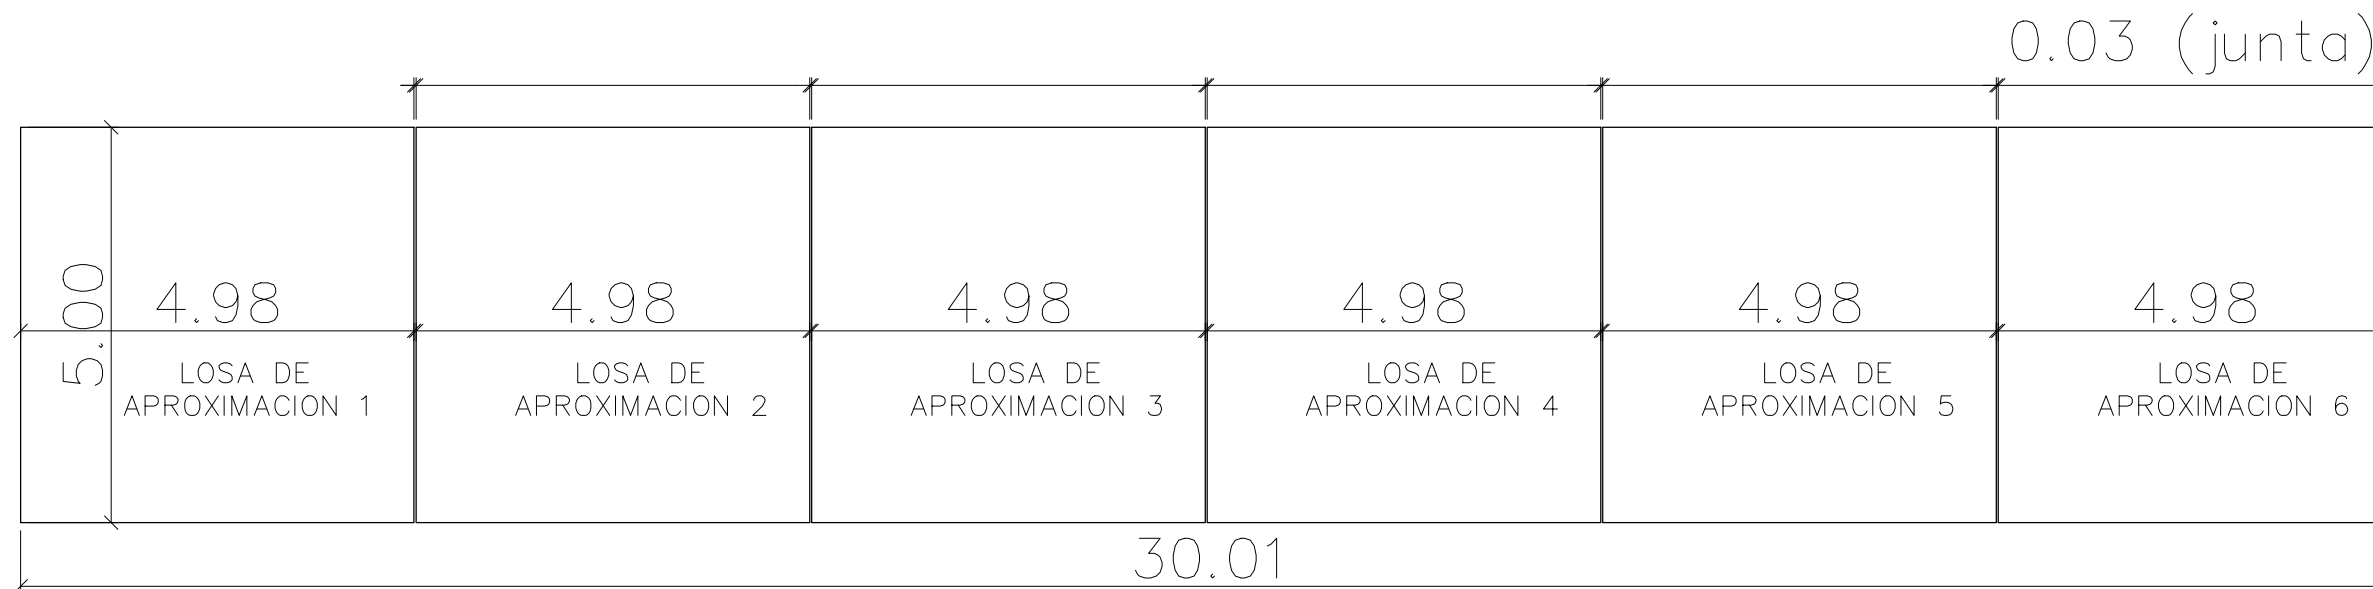 0.03 (junta)
5.00
4.98
4.98
4.98
4.98
4.98
4.98
LOSA DE
APROXIMACION 1
LOSA DE
APROXIMACION 2
LOSA DE
APROXIMACION 3
LOSA DE
APROXIMACION 4
LOSA DE
APROXIMACION 5
LOSA DE
APROXIMACION 6
30.01